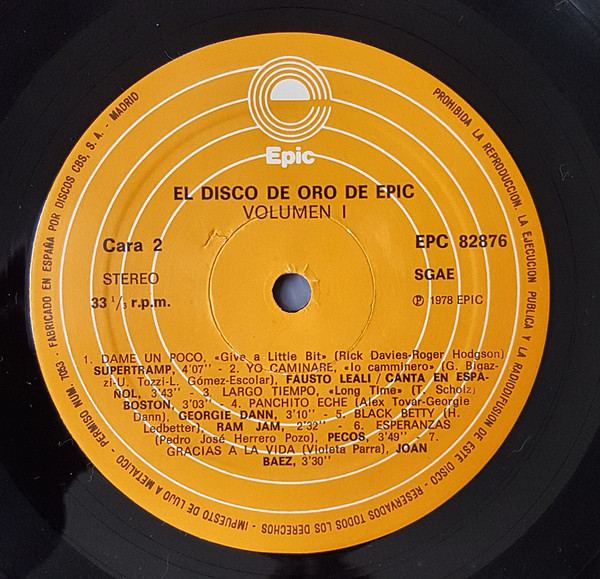 Epic
EL DISCO DE ORO DE EPIC
VOLUMEN I
Cara 2
EPC 82876
STEREO
SGAE
33 1/3 r.p.m.
℗ 1978 EPIC
1. DAME UN POCO, «Give a Little Bit» (Rick Davies-Roger Hodgson)
SUPERTRAMP, 4'07'' - 2. YO CAMINARE, «Io camminero» (G. Bigaz-
zi-U. Tozzi-L. Gómez-Escolar), FAUSTO LEALI / CANTA EN ESPA-
ÑOL, 3'43'' - 3. LARGO TIEMPO, «Long Time» (T. Scholz)
BOSTON, 3'03'' - 4. PANCHITO ECHE (Alex Tovar-Georgie
Dann), GEORGIE DANN, 3'10'' - 5. BLACK BETTY (H.
Ledbetter), RAM JAM, 2'32'' - 6. ESPERANZAS
(Pedro José Herrero Pozo), PECOS, 3'49''. - 7.
GRACIAS A LA VIDA (Violeta Parra), JOAN
BAEZ, 3'30''
PROHIBIDA LA REPRODUCCION, LA EJECUCION PUBLICA Y LA RADIODIFUSION DE ESTE DISCO - RESERVADOS TODOS LOS DERECHOS - IMPUESTO DE LUJO A METALICO - PERMISO NUM. 7050 - FABRICADO EN ESPAÑA POR DISCOS CBS, S. A. - MADRID